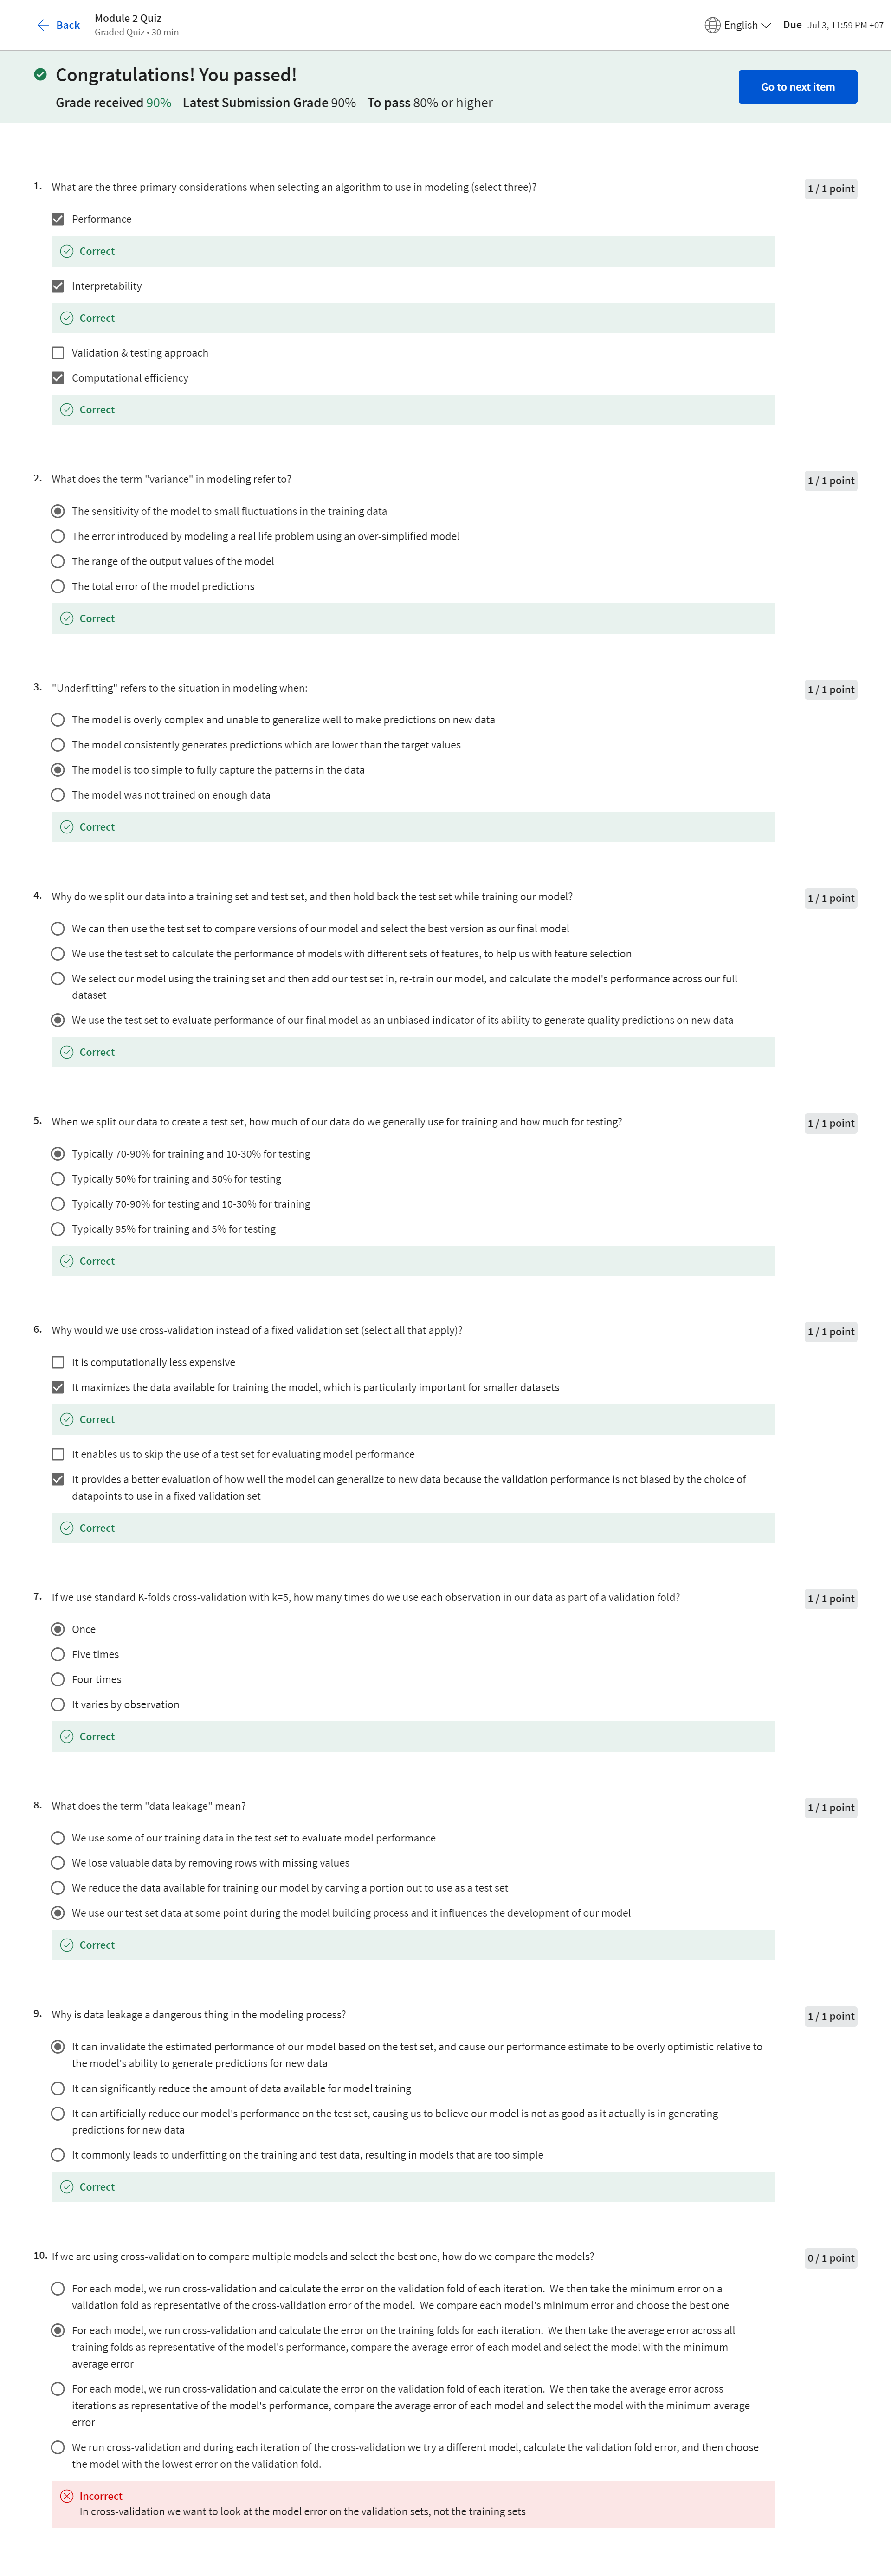 Back
Module 2 Quiz
Graded Quiz • 30 min
English
Due Jul 3, 11:59 PM +07
Congratulations! You passed!
Grade received 90% Latest Submission Grade 90% To pass 80% or higher
Go to next item
1. What are the three primary considerations when selecting an algorithm to use in modeling (select three)?
1 / 1 point
Performance
Correct
Interpretability
Correct
Validation & testing approach
Computational efficiency
Correct
2. What does the term "variance" in modeling refer to?
1 / 1 point
The sensitivity of the model to small fluctuations in the training data
The error introduced by modeling a real life problem using an over-simplified model
The range of the output values of the model
The total error of the model predictions
Correct
3. "Underfitting" refers to the situation in modeling when:
1 / 1 point
The model is overly complex and unable to generalize well to make predictions on new data
The model consistently generates predictions which are lower than the target values
The model is too simple to fully capture the patterns in the data
The model was not trained on enough data
Correct
4. Why do we split our data into a training set and test set, and then hold back the test set while training our model?
1 / 1 point
We can then use the test set to compare versions of our model and select the best version as our final model
We use the test set to calculate the performance of models with different sets of features, to help us with feature selection
We select our model using the training set and then add our test set in, re-train our model, and calculate the model's performance across our full
dataset
We use the test set to evaluate performance of our final model as an unbiased indicator of its ability to generate quality predictions on new data
Correct
5. When we split our data to create a test set, how much of our data do we generally use for training and how much for testing?
1 / 1 point
Typically 70-90% for training and 10-30% for testing
Typically 50% for training and 50% for testing
Typically 70-90% for testing and 10-30% for training
Typically 95% for training and 5% for testing
Correct
6. Why would we use cross-validation instead of a fixed validation set (select all that apply)?
1 / 1 point
It is computationally less expensive
It maximizes the data available for training the model, which is particularly important for smaller datasets
Correct
It enables us to skip the use of a test set for evaluating model performance
It provides a better evaluation of how well the model can generalize to new data because the validation performance is not biased by the choice of
datapoints to use in a fixed validation set
Correct
7. If we use standard K-folds cross-validation with k=5, how many times do we use each observation in our data as part of a validation fold?
1 / 1 point
Once
Five times
Four times
It varies by observation
Correct
8. What does the term "data leakage" mean?
1 / 1 point
We use some of our training data in the test set to evaluate model performance
We lose valuable data by removing rows with missing values
We reduce the data available for training our model by carving a portion out to use as a test set
We use our test set data at some point during the model building process and it influences the development of our model
Correct
9. Why is data leakage a dangerous thing in the modeling process?
1 / 1 point
It can invalidate the estimated performance of our model based on the test set, and cause our performance estimate to be overly optimistic relative to
the model's ability to generate predictions for new data
It can significantly reduce the amount of data available for model training
It can artificially reduce our model's performance on the test set, causing us to believe our model is not as good as it actually is in generating
predictions for new data
It commonly leads to underfitting on the training and test data, resulting in models that are too simple
Correct
10. If we are using cross-validation to compare multiple models and select the best one, how do we compare the models?
0 / 1 point
For each model, we run cross-validation and calculate the error on the validation fold of each iteration. We then take the minimum error on a
validation fold as representative of the cross-validation error of the model. We compare each model's minimum error and choose the best one
For each model, we run cross-validation and calculate the error on the training folds for each iteration. We then take the average error across all
training folds as representative of the model's performance, compare the average error of each model and select the model with the minimum
average error
For each model, we run cross-validation and calculate the error on the validation fold of each iteration. We then take the average error across
iterations as representative of the model's performance, compare the average error of each model and select the model with the minimum average
error
We run cross-validation and during each iteration of the cross-validation we try a different model, calculate the validation fold error, and then choose
the model with the lowest error on the validation fold.
Incorrect
In cross-validation we want to look at the model error on the validation sets, not the training sets